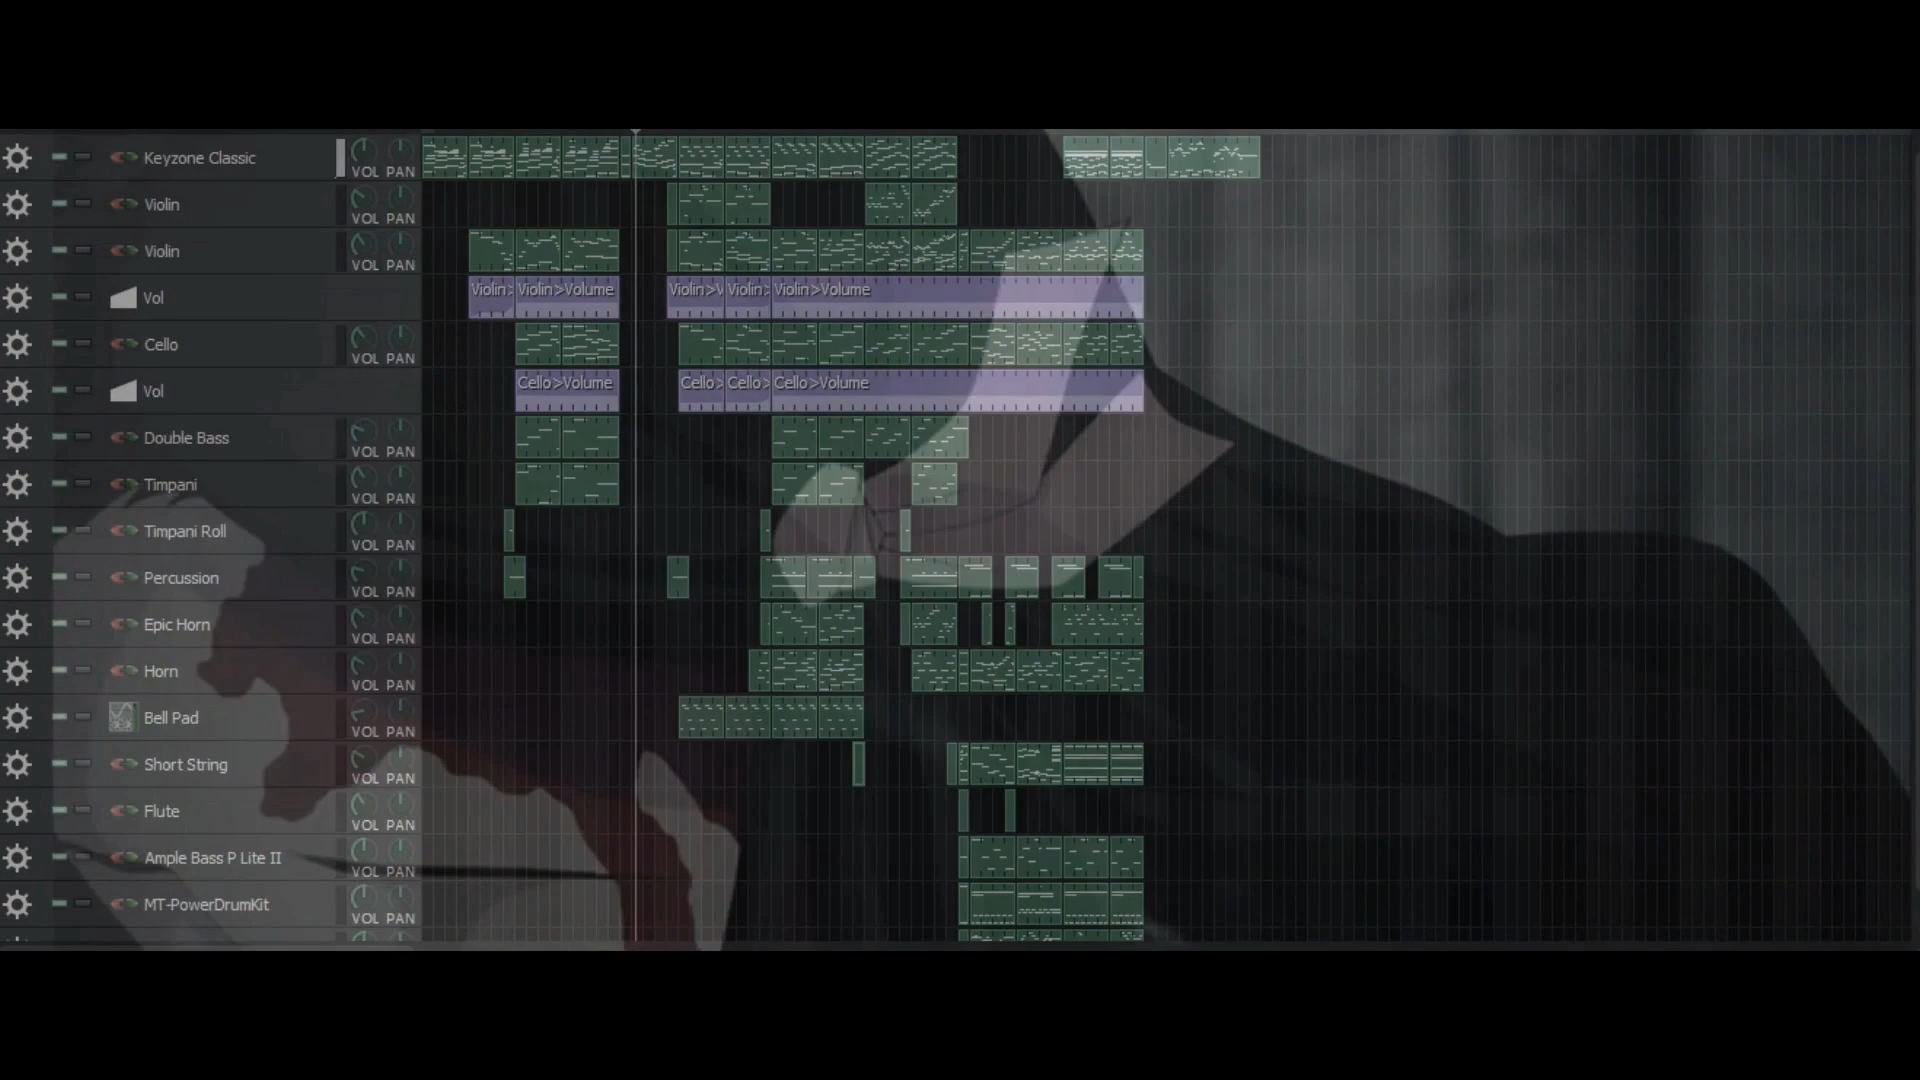 Keyzone Classic VOL PAN
Violin VOL PAN
Violin VOL PAN
Vol Violin> Violin>Volume Violin>V Violin> Violin>Volume
Cello VOL PAN
Vol Cello>Volume Cello> Cello> Cello>Volume
Double Bass VOL PAN
Timpani VOL PAN
Timpani Roll VOL PAN
Percussion VOL PAN
Epic Horn VOL PAN
Horn VOL PAN
Bell Pad VOL PAN
Short String VOL PAN
Flute VOL PAN
Ample Bass P Lite II VOL PAN
MT-PowerDrumKit VOL PAN